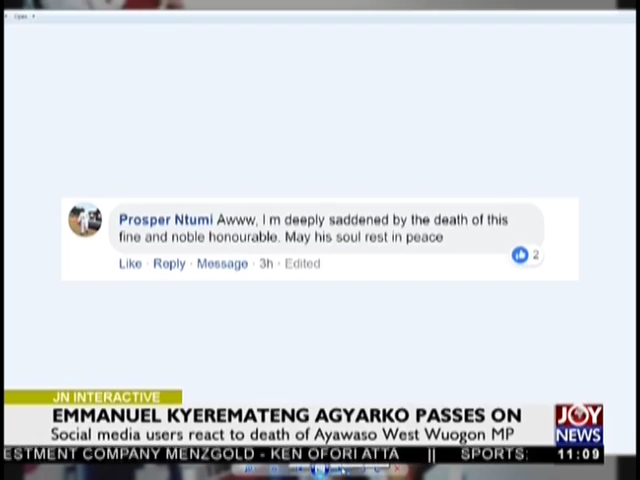 Prosper Ntumi Awww, I m deeply saddened by the death of this
fine and noble honourable. May his soul rest in peace
2
Like · Reply · Message · 3h · Edited
JN INTERACTIVE
EMMANUEL KYEREMATENG AGYARKO PASSES ON
Social media users react to death of Ayawaso West Wuogon MP
JOY
NEWS
ESTMENT COMPANY MENZGOLD - KEN OFORI ATTA || SPORTS:
11:09